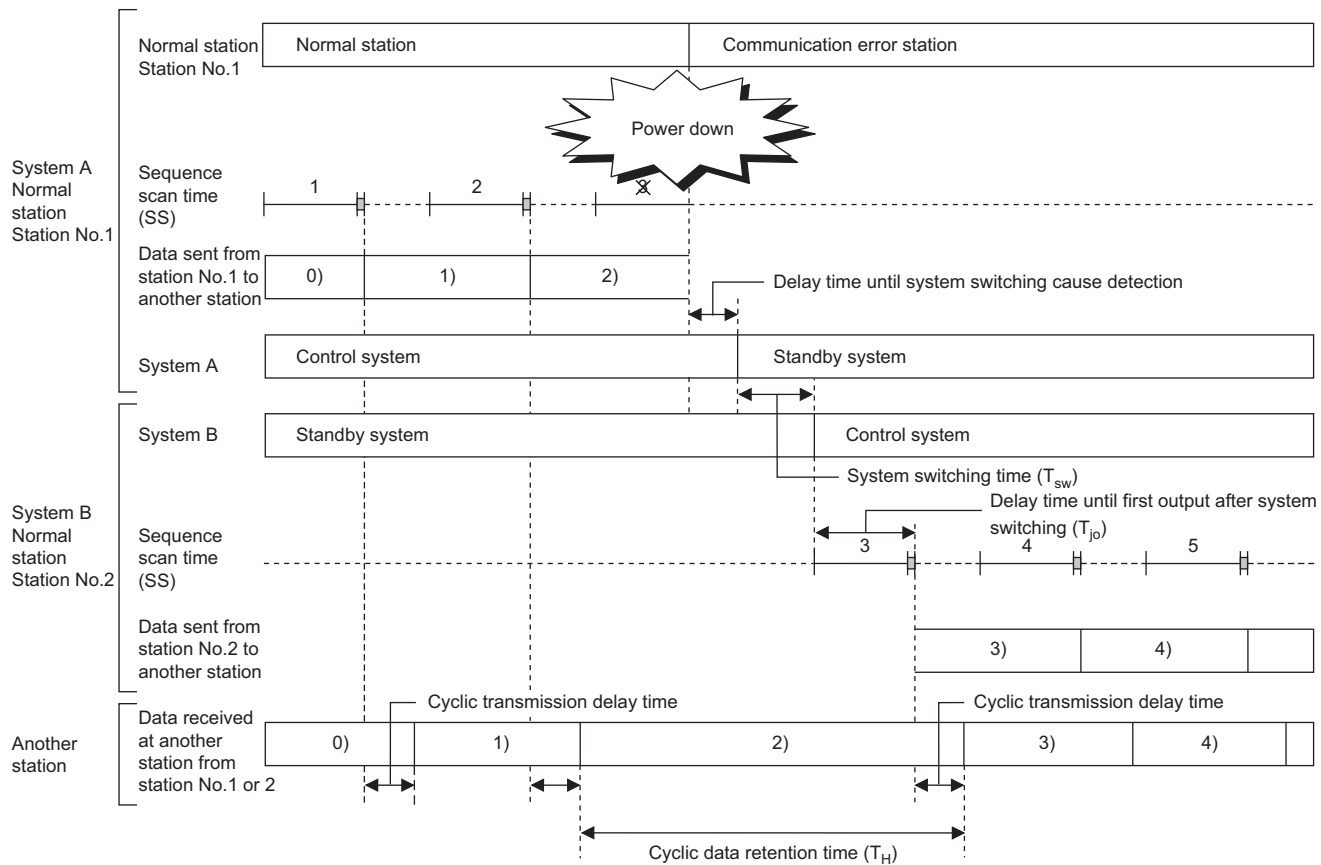 Normal station
Station No.1
Normal station
Communication error station
Power down
System A
Normal
station
Station No.1
Sequence
scan time
(SS)
1
2
3
Data sent from
station No.1 to
another station
0)
1)
2)
Delay time until system switching cause detection
System A
Control system
Standby system
System B
Standby system
Control system
System switching time (Tsw)
Delay time until first output after system
switching (Tjo)
System B
Normal
station
Station No.2
Sequence
scan time
(SS)
3
4
5
Data sent from
station No.2 to
another station
3)
4)
Cyclic transmission delay time
Cyclic transmission delay time
Another
station
Data received
at another
station from
station No.1 or 2
0)
1)
2)
3)
4)
Cyclic data retention time (TH)